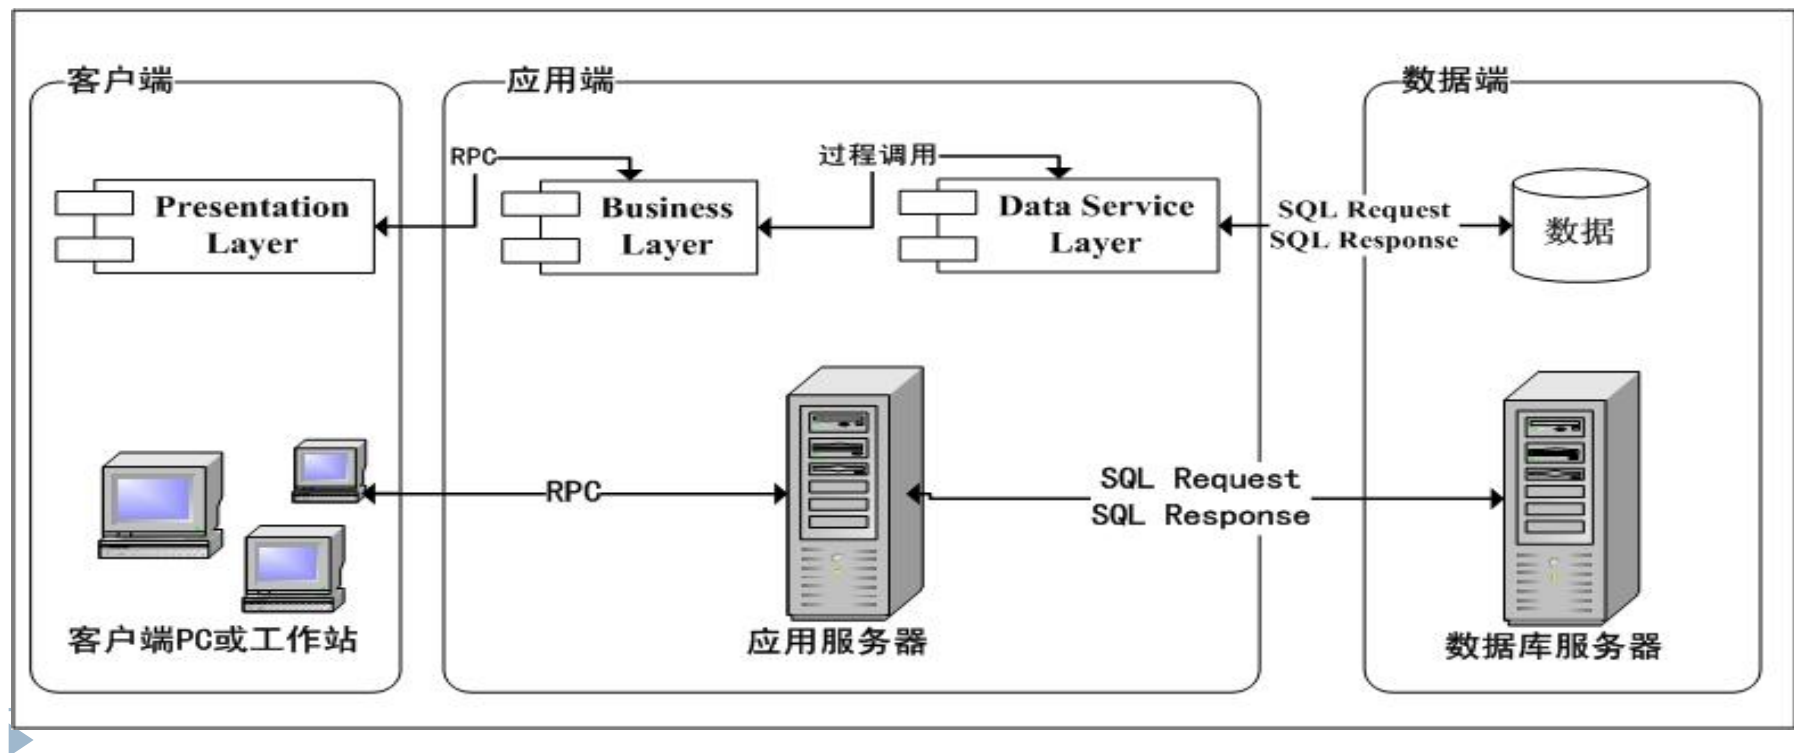 客户端
应用端
数据端
RPC
过程调用
Presentation
Layer
Business
Layer
Data Service
Layer
SQL Request
SQL Response
数据
RPC
SQL Request
SQL Response
客户端PC或工作站
应用服务器
数据库服务器